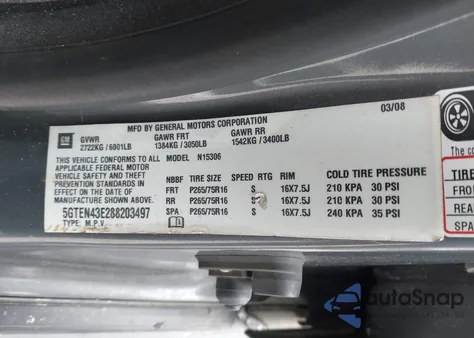 03/08
MFD BY GENERAL MOTORS CORPORATION
GM
GVWR GAWR FRT GAWR RR
2722KG / 6001LB 1384KG / 3050LB 1542KG / 3400LB
THIS VEHICLE CONFORMS TO ALL
APPLICABLE FEDERAL MOTOR
VEHICLE SAFETY AND THEFT
PREVENTION STANDARDS IN
EFFECT ON THE DATE OF
MANUFACTURE SHOWN ABOVE.
5GTEN43E288203497
TYPE: M.P.V.
MODEL N15306
NBBF TIRE SIZE SPEED RTG RIM COLD TIRE PRESSURE
FRT P265/75R16 S 16X7.5J 210 KPA 30 PSI
RR P265/75R16 S 16X7.5J 210 KPA 30 PSI
SPA P265/75R16 S 16X7.5J 240 KPA 35 PSI
The co
TIRE
FRO
REA
SPA
autoSnap